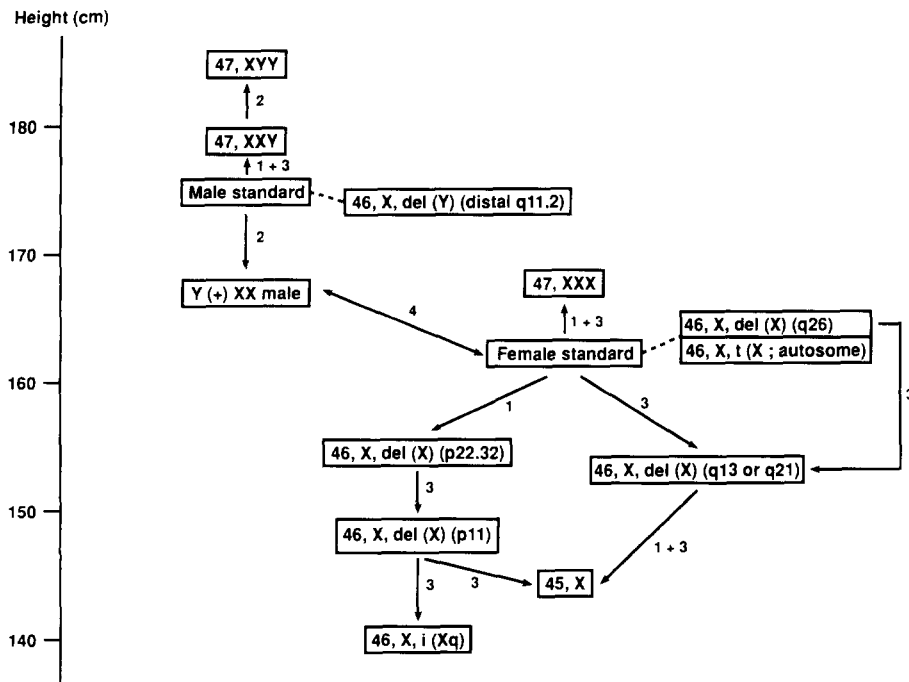 Height (cm)
47, XYY
2
180
47, XXY
1 + 3
Male standard
46, X, del (Y) (distal q11.2)
2
170
Y (+) XX male
47, XXX
4
1 + 3
46, X, del (X) (q26)
Female standard
46, X, t (X ; autosome)
160
1
3
3
46, X, del (X) (p22.32)
46, X, del (X) (q13 or q21)
3
150
46, X, del (X) (p11)
1 + 3
3
3
45, X
140
46, X, i (Xq)